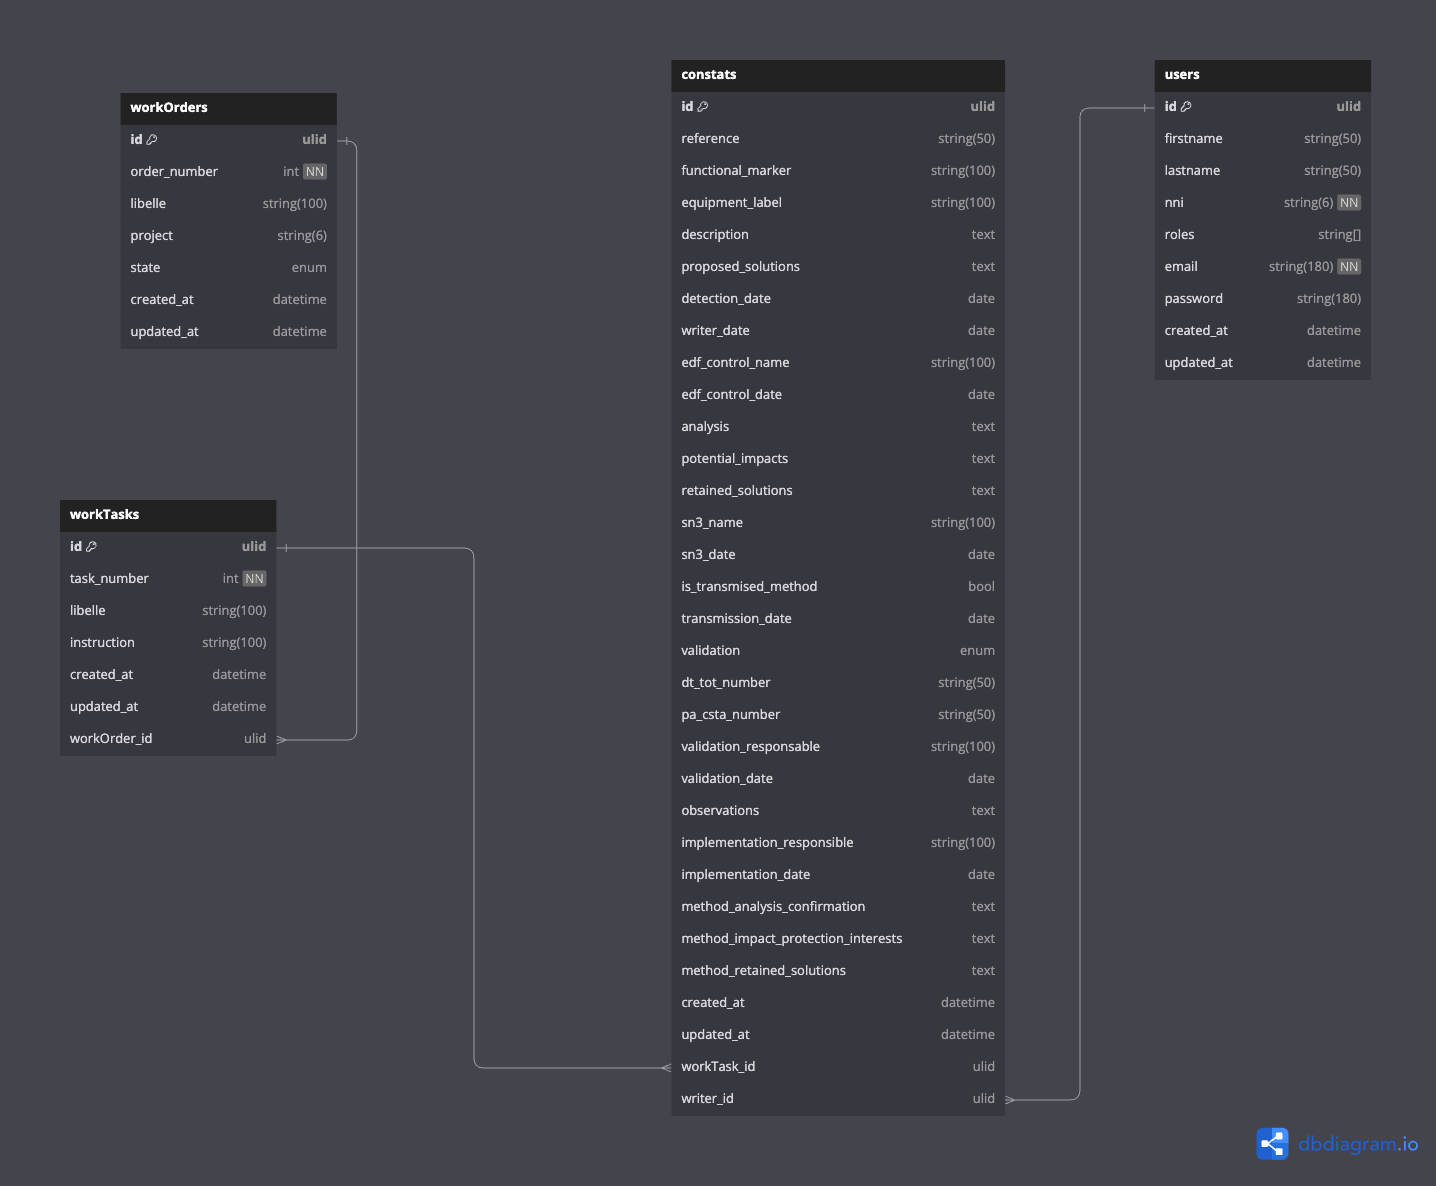 workOrders
id ulid
order_number int NN
libelle string(100)
project string(6)
state enum
created_at datetime
updated_at datetime
workTasks
id ulid
task_number int NN
libelle string(100)
instruction string(100)
created_at datetime
updated_at datetime
workOrder_id ulid
constats
id ulid
reference string(50)
functional_marker string(100)
equipment_label string(100)
description text
proposed_solutions text
detection_date date
writer_date date
edf_control_name string(100)
edf_control_date date
analysis text
potential_impacts text
retained_solutions text
sn3_name string(100)
sn3_date date
is_transmised_method bool
transmission_date date
validation enum
dt_tot_number string(50)
pa_csta_number string(50)
validation_responsable string(100)
validation_date date
observations text
implementation_responsible string(100)
implementation_date date
method_analysis_confirmation text
method_impact_protection_interests text
method_retained_solutions text
created_at datetime
updated_at datetime
workTask_id ulid
writer_id ulid
users
id ulid
firstname string(50)
lastname string(50)
nni string(6) NN
roles string[]
email string(180) NN
password string(180)
created_at datetime
updated_at datetime
dbdiagram.io